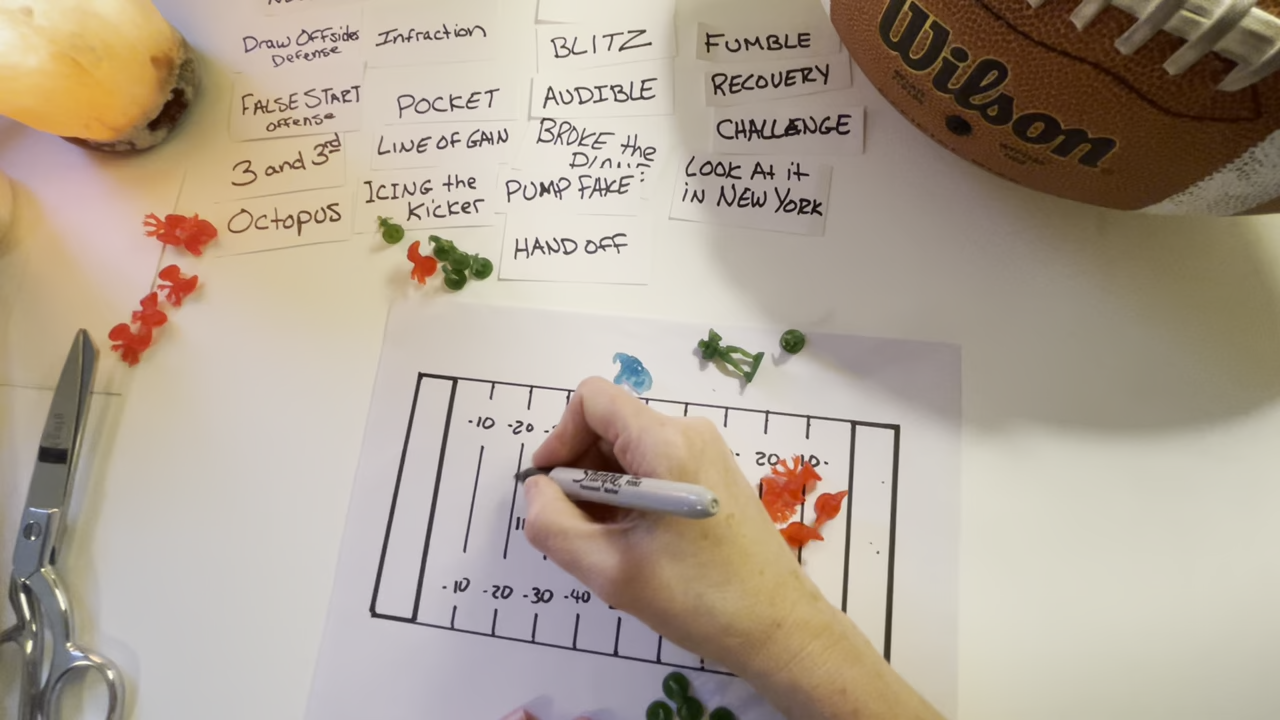 Draw OFFsides
Defense
FALSE START
offense
3 and 3rd
Octopus
Infraction
POCKET
LINE OF GAIN
ICING the
Kicker
BLITZ
AUDIBLE
BROKE the
PUMP FAKE
HAND OFF
FUMBLE
RECOVERY
CHALLENGE
LOOK At it
in NEW YORK
Wilson
-10 -20
20 10-
Sharpie
-10 -20 -30 -40